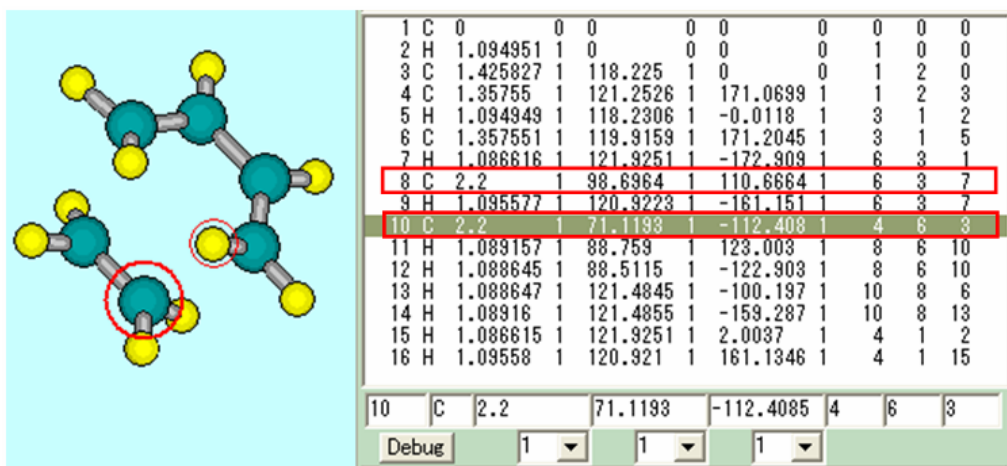 1 C 0 0 0 0 0 0 0 0 0
2 H 1.094951 1 0 0 0 0 1 0 0
3 C 1.425827 1 118.225 1 0 0 1 2 0
4 C 1.35755 1 121.2526 1 171.0699 1 1 2 3
5 H 1.094949 1 118.2306 1 -0.0118 1 3 1 2
6 C 1.357551 1 119.9159 1 171.2045 1 3 1 5
7 H 1.086616 1 121.9251 1 -172.909 1 6 3 1
8 C 2.2 1 98.6964 1 110.6664 1 6 3 7
9 H 1.095577 1 120.9223 1 -161.151 1 6 3 7
10 C 2.2 1 71.1193 1 -112.408 1 4 6 3
11 H 1.089157 1 88.759 1 123.003 1 8 6 10
12 H 1.088645 1 88.5115 1 -122.903 1 8 6 10
13 H 1.088647 1 121.4845 1 -100.197 1 10 8 6
14 H 1.08916 1 121.4855 1 -159.287 1 10 8 13
15 H 1.086615 1 121.9251 1 2.0037 1 4 1 2
16 H 1.09558 1 120.921 1 161.1346 1 4 1 15
10 C 2.2 71.1193 -112.4085 4 6 3
Debug 1 1 1